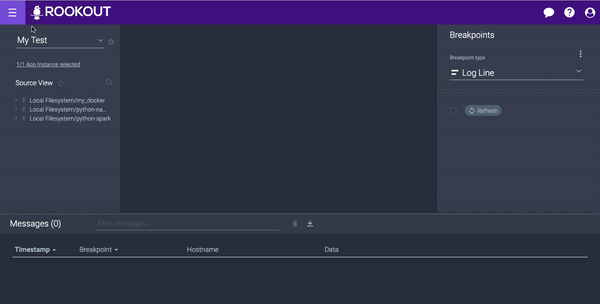 ROOKOUT
My Test
1/1 App Instance selected
Source View
Local Filesystem/my_docker
Local Filesystem/python-na...
Local Filesystem/python-spark
Breakpoints
Breakpoint type
Log Line
Refresh
Messages (0)
Filter messages...
Timestamp Breakpoint Hostname Data